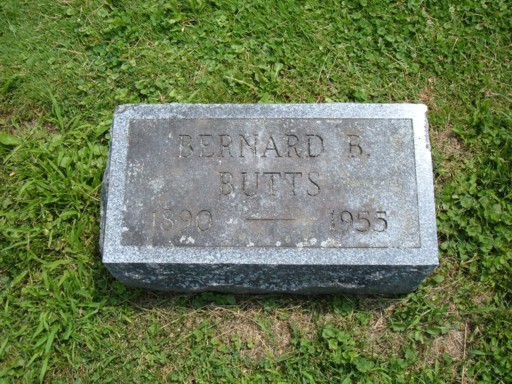 BERNARD B.
BUTTS
1890 — 1955